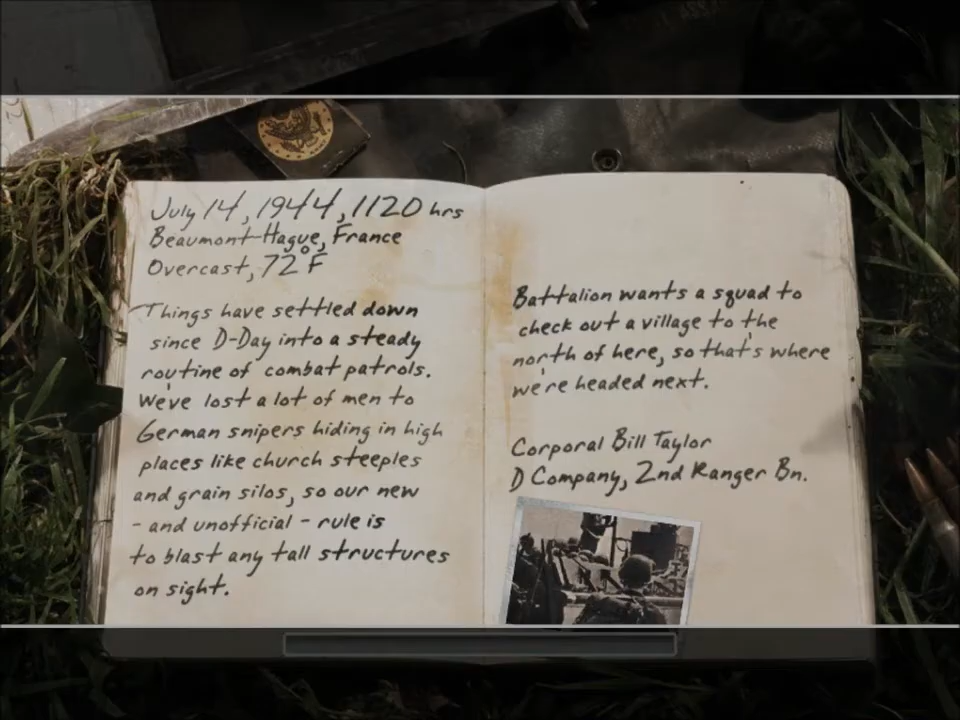 July 14, 1944, 1120 hrs
Beaumont-Hague, France
Overcast, 72°F
Things have settled down
since D-Day into a steady
routine of combat patrols.
We've lost a lot of men to
German snipers hiding in high
places like church steeples
and grain silos, so our new
- and unofficial - rule is
to blast any tall structures
on sight.
Battalion wants a squad to
check out a village to the
north of here, so that's where
we're headed next.
Corporal Bill Taylor
D Company, 2nd Ranger Bn.